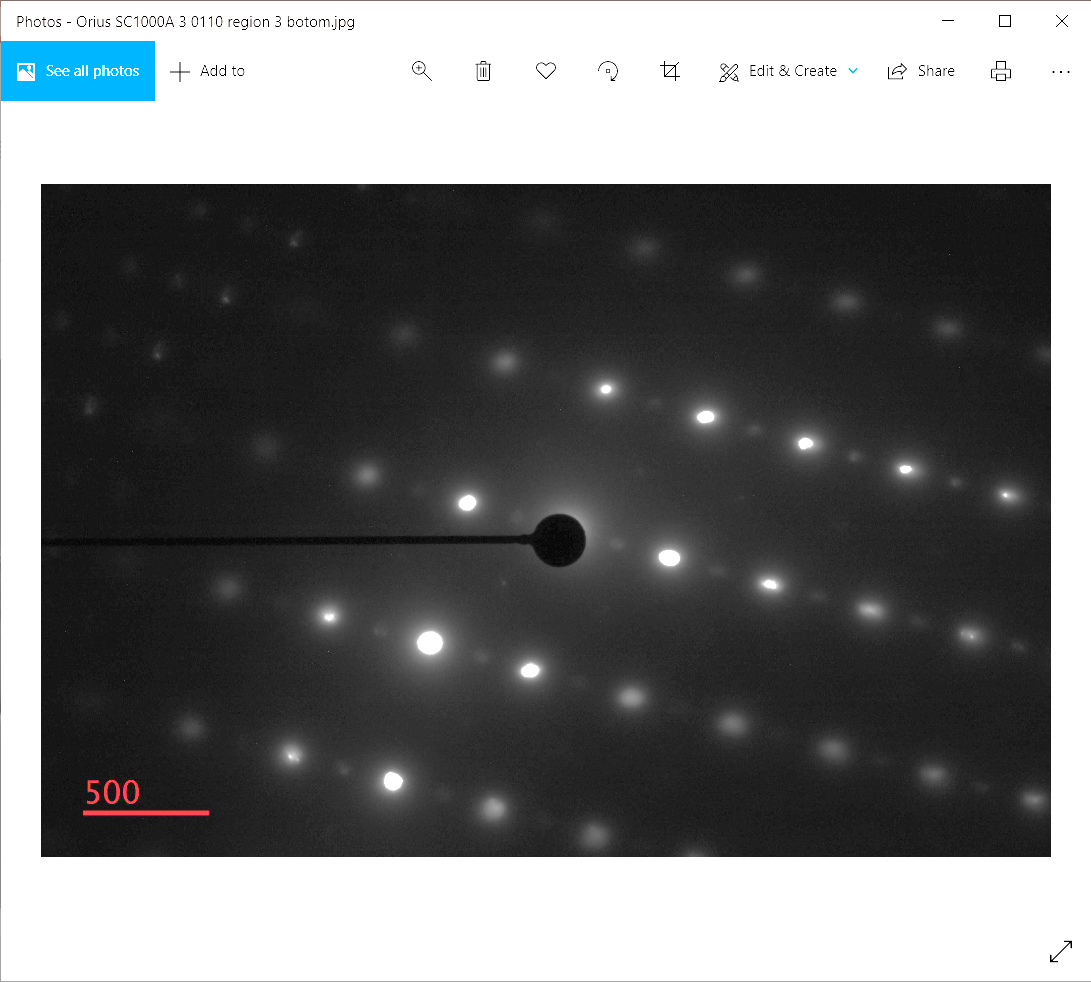 Photos - Orius SC1000A 3 0110 region 3 botom.jpg
See all photos
Add to
Edit & Create
Share
500